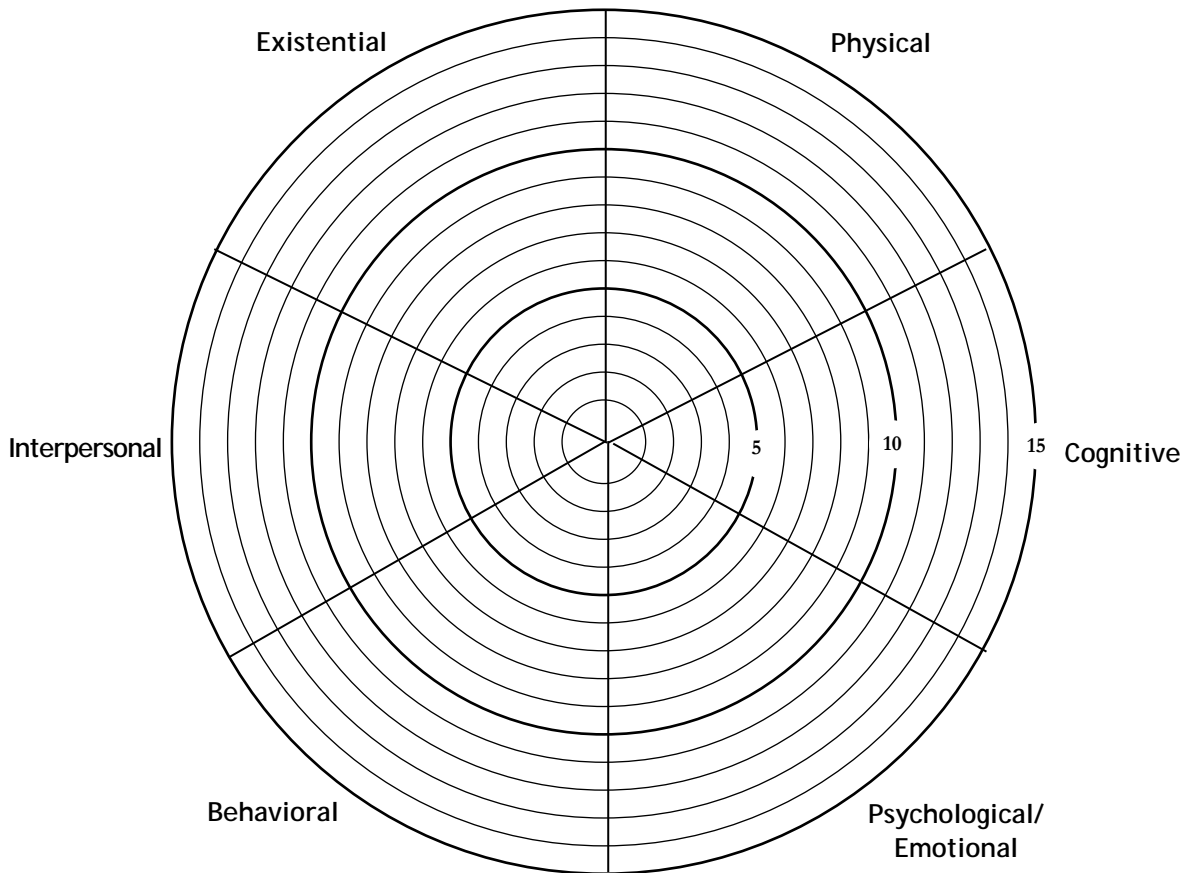 Existential
Physical
Interpersonal
5
10
15
Cognitive
Behavioral
Psychological/
Emotional